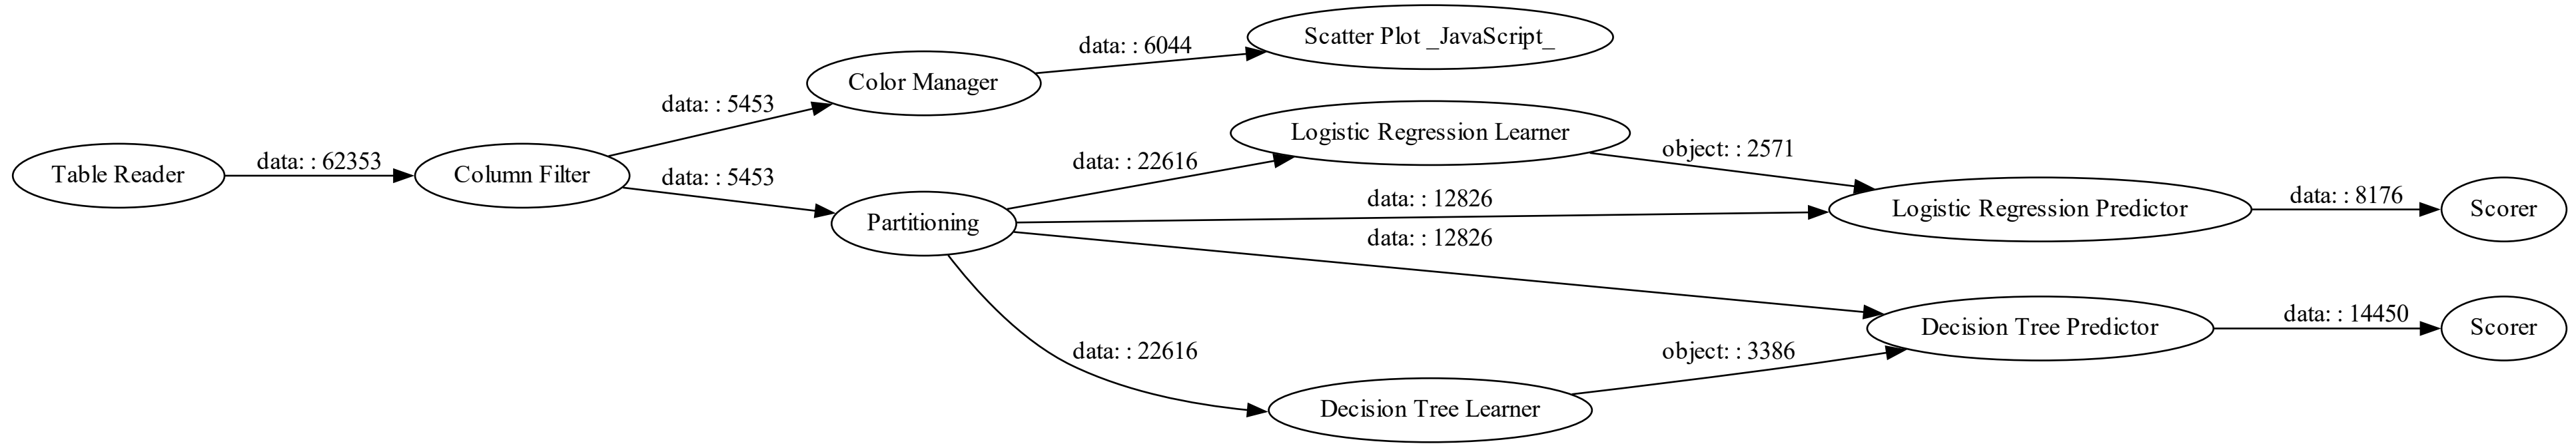 Scatter Plot _JavaScript_
data: : 6044
Color Manager
data: : 5453
Logistic Regression Learner
object: : 2571
data: : 22616
data: : 62353
Table Reader
Column Filter
data: : 5453
data: : 12826
Logistic Regression Predictor
data: : 8176
Scorer
Partitioning
data: : 12826
Decision Tree Predictor
data: : 14450
Scorer
data: : 22616
object: : 3386
Decision Tree Learner